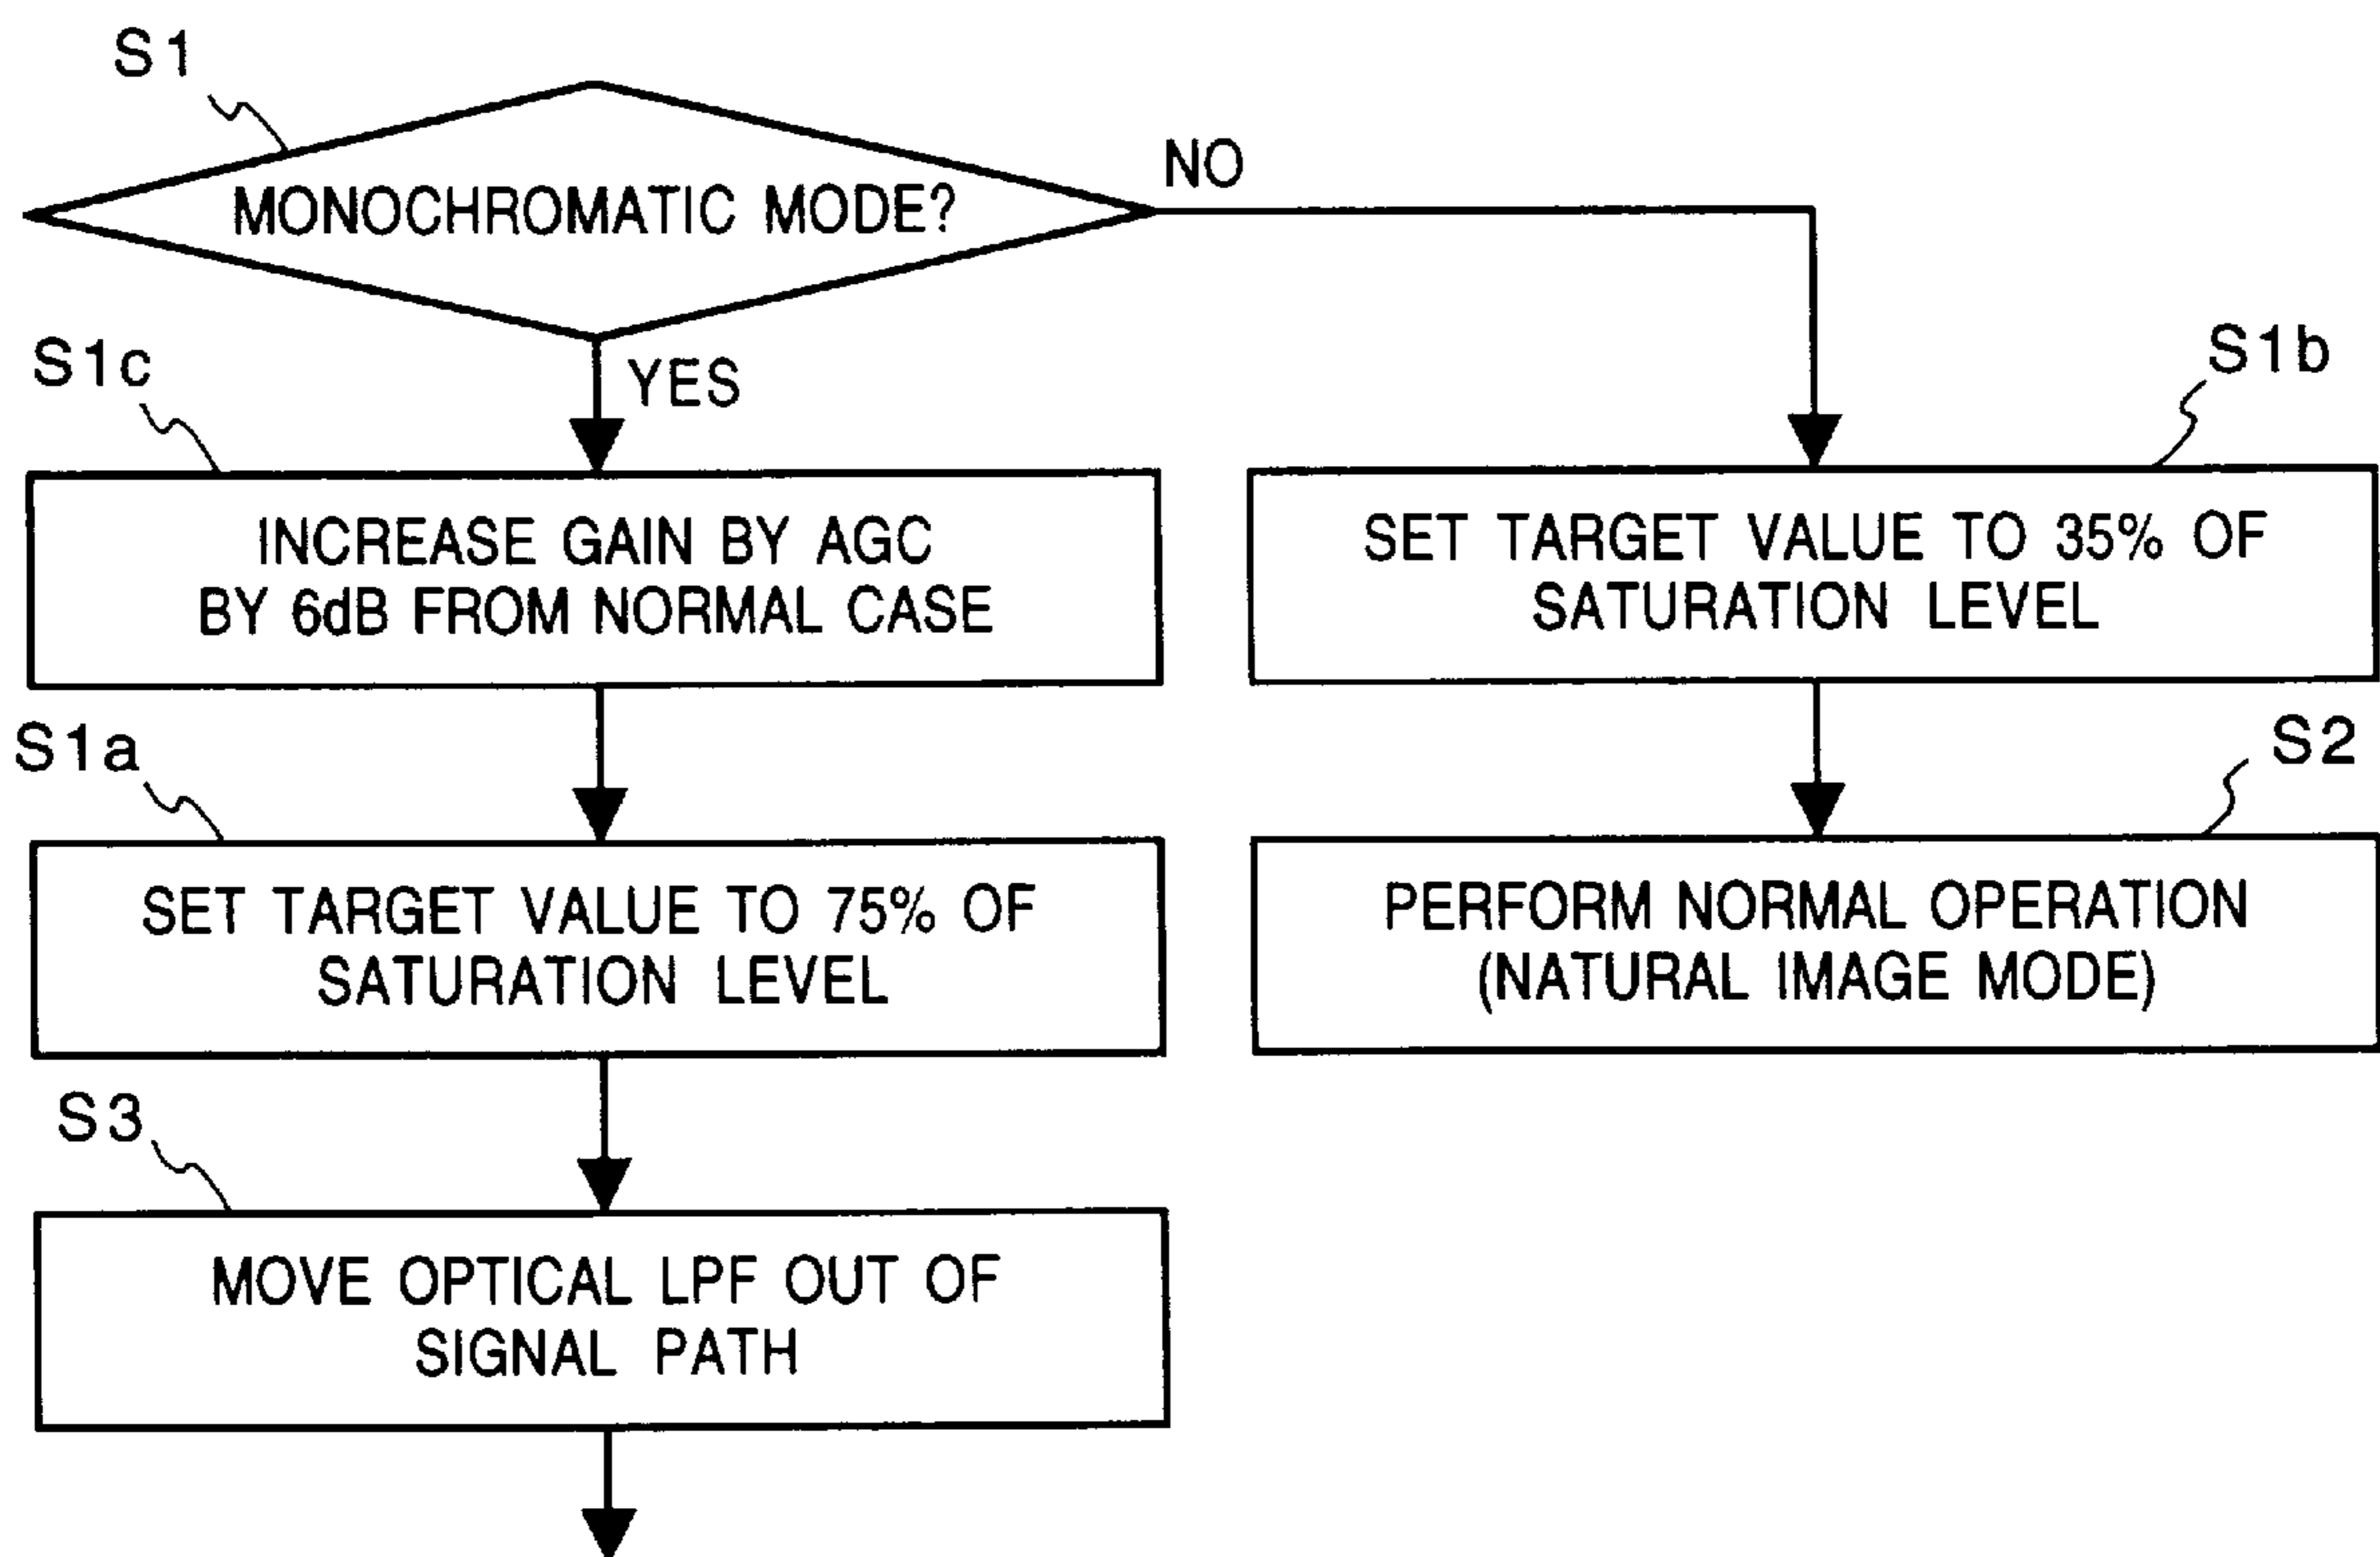 S1
MONOCHROMATIC MODE?
NO
YES
S1c
INCREASE GAIN BY AGC
BY 6dB FROM NORMAL CASE
S1b
SET TARGET VALUE TO 35% OF
SATURATION LEVEL
S1a
SET TARGET VALUE TO 75% OF
SATURATION LEVEL
S2
PERFORM NORMAL OPERATION
(NATURAL IMAGE MODE)
S3
MOVE OPTICAL LPF OUT OF
SIGNAL PATH